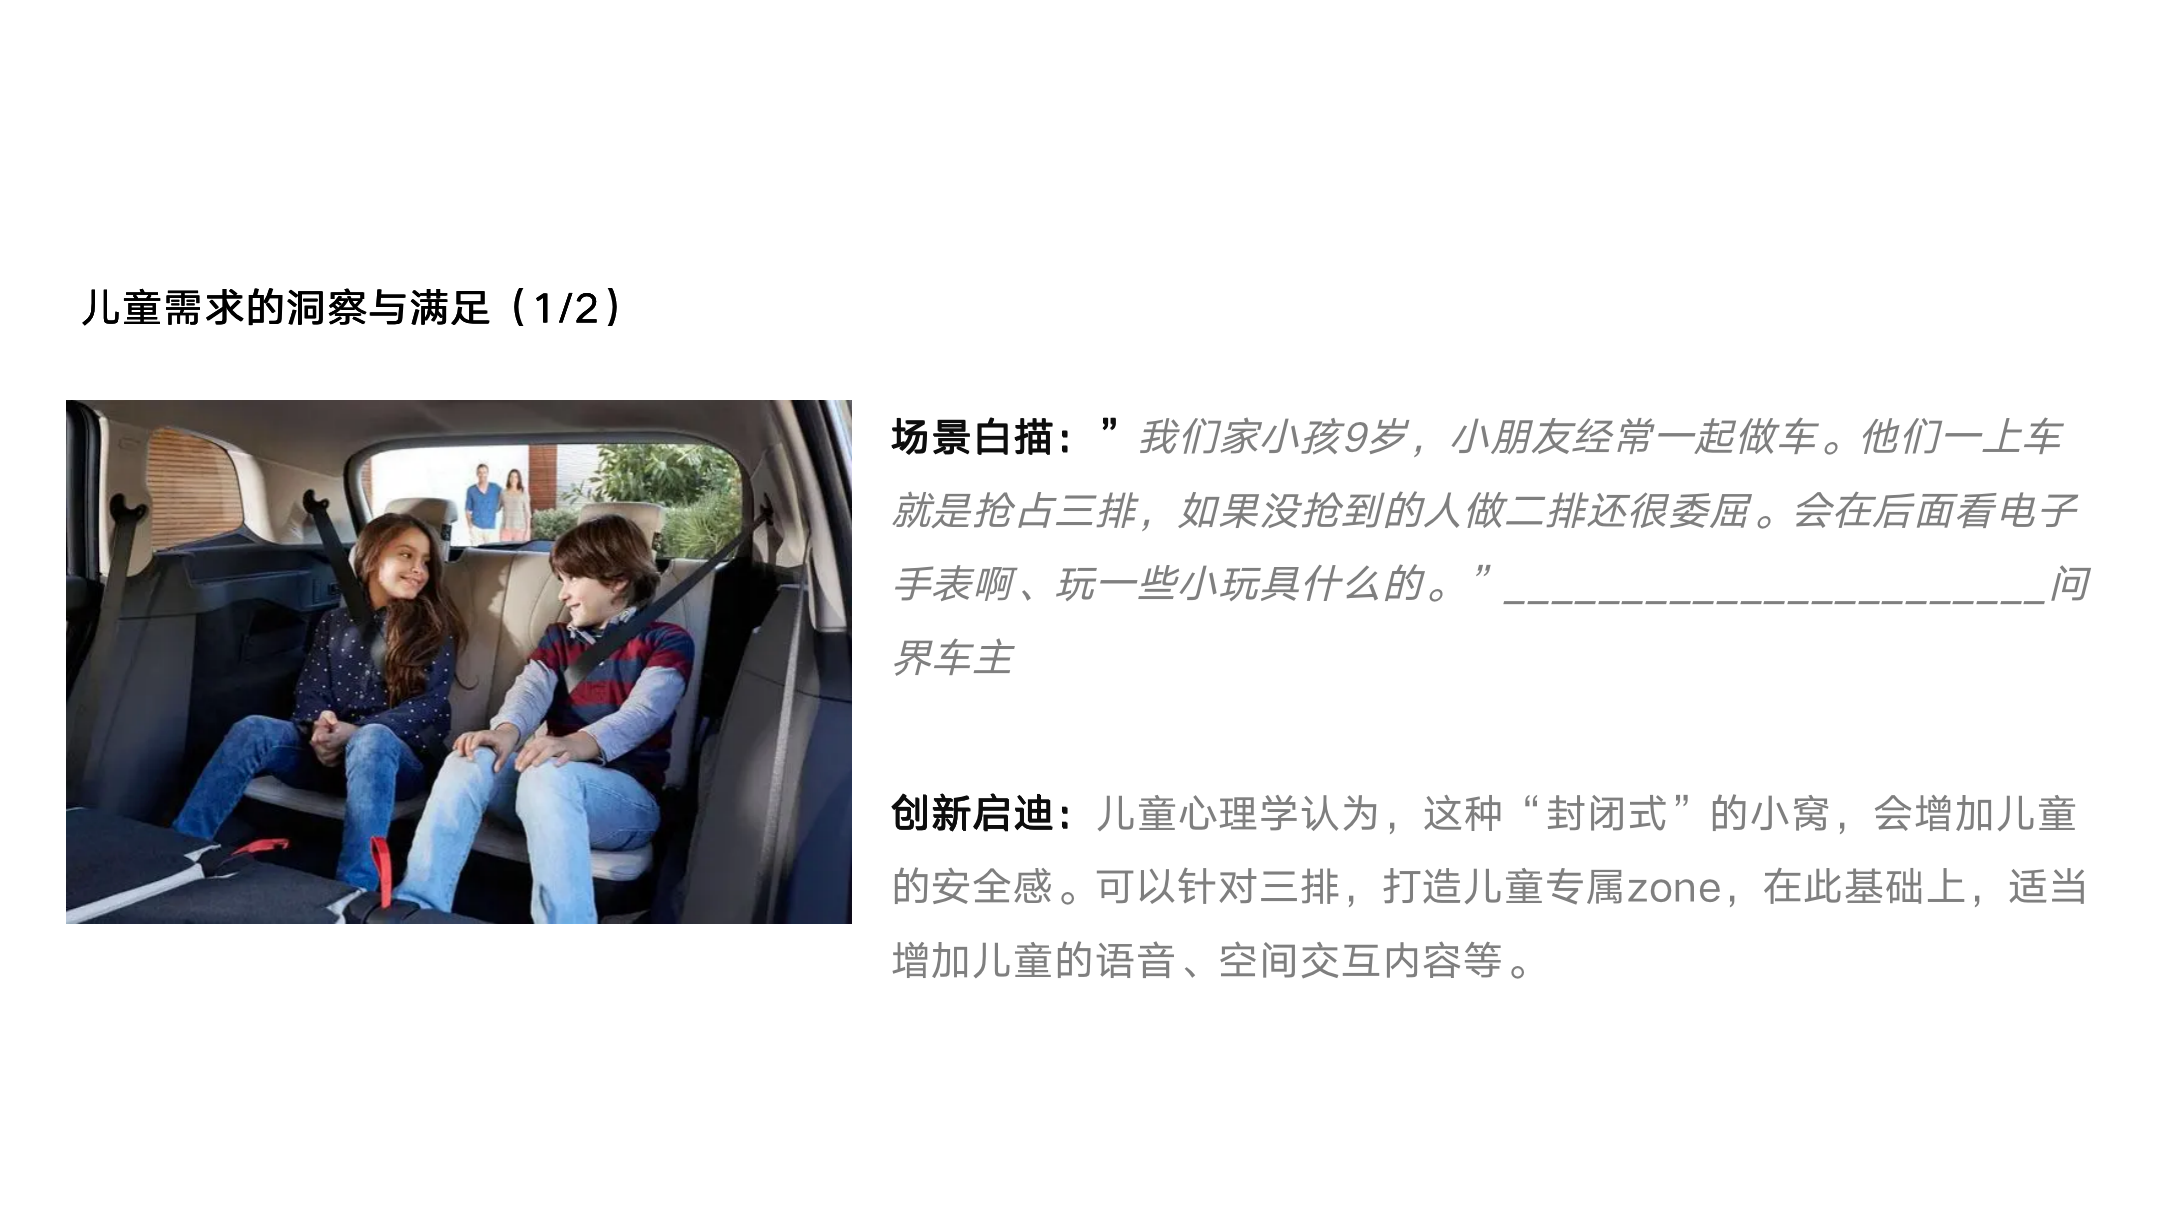 儿童需求的洞察与满足（1/2）
场景白描：”我们家小孩9岁，小朋友经常一起做车。他们一上车
就是抢占三排，如果没抢到的人做二排还很委屈。会在后面看电子
手表啊、玩一些小玩具什么的。”_______________________问
界车主
创新启迪：儿童心理学认为，这种“封闭式”的小窝，会增加儿童
的安全感。可以针对三排，打造儿童专属zone，在此基础上，适当
增加儿童的语音、空间交互内容等。